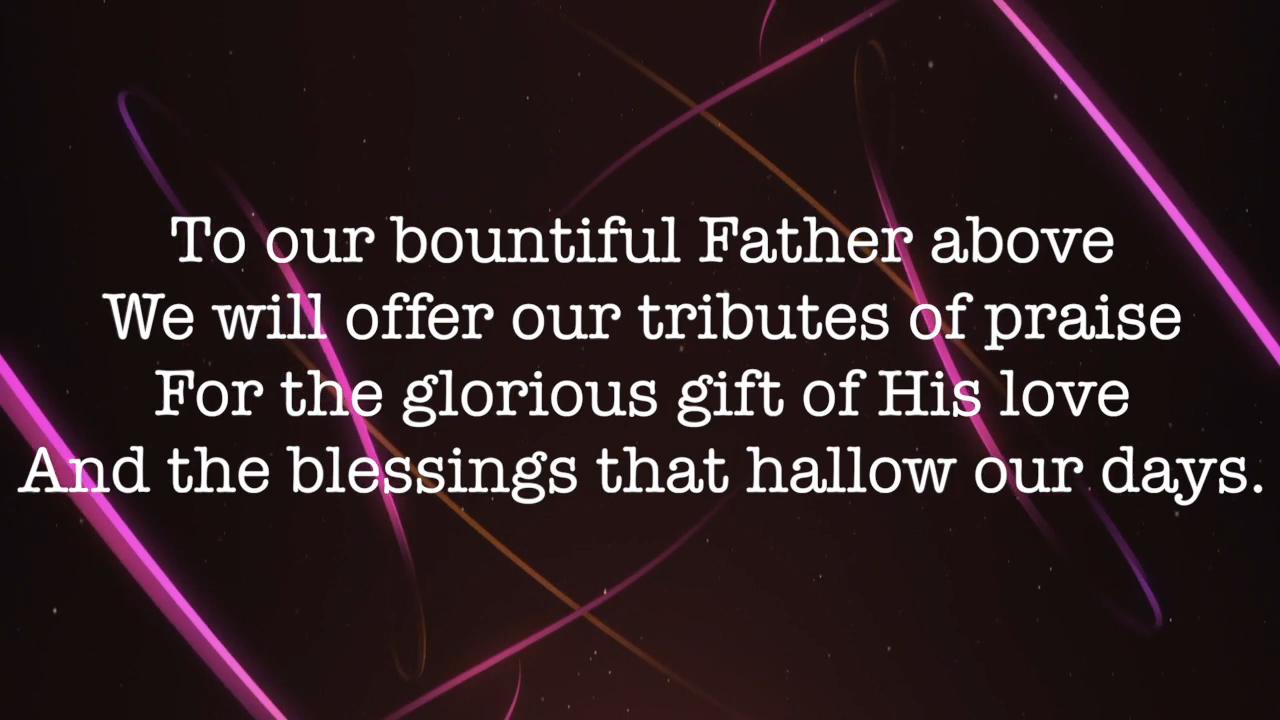 To our bountiful Father above
We will offer our tributes of praise
For the glorious gift of His love
And the blessings that hallow our days.